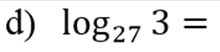 d) log₂₇ 3 =